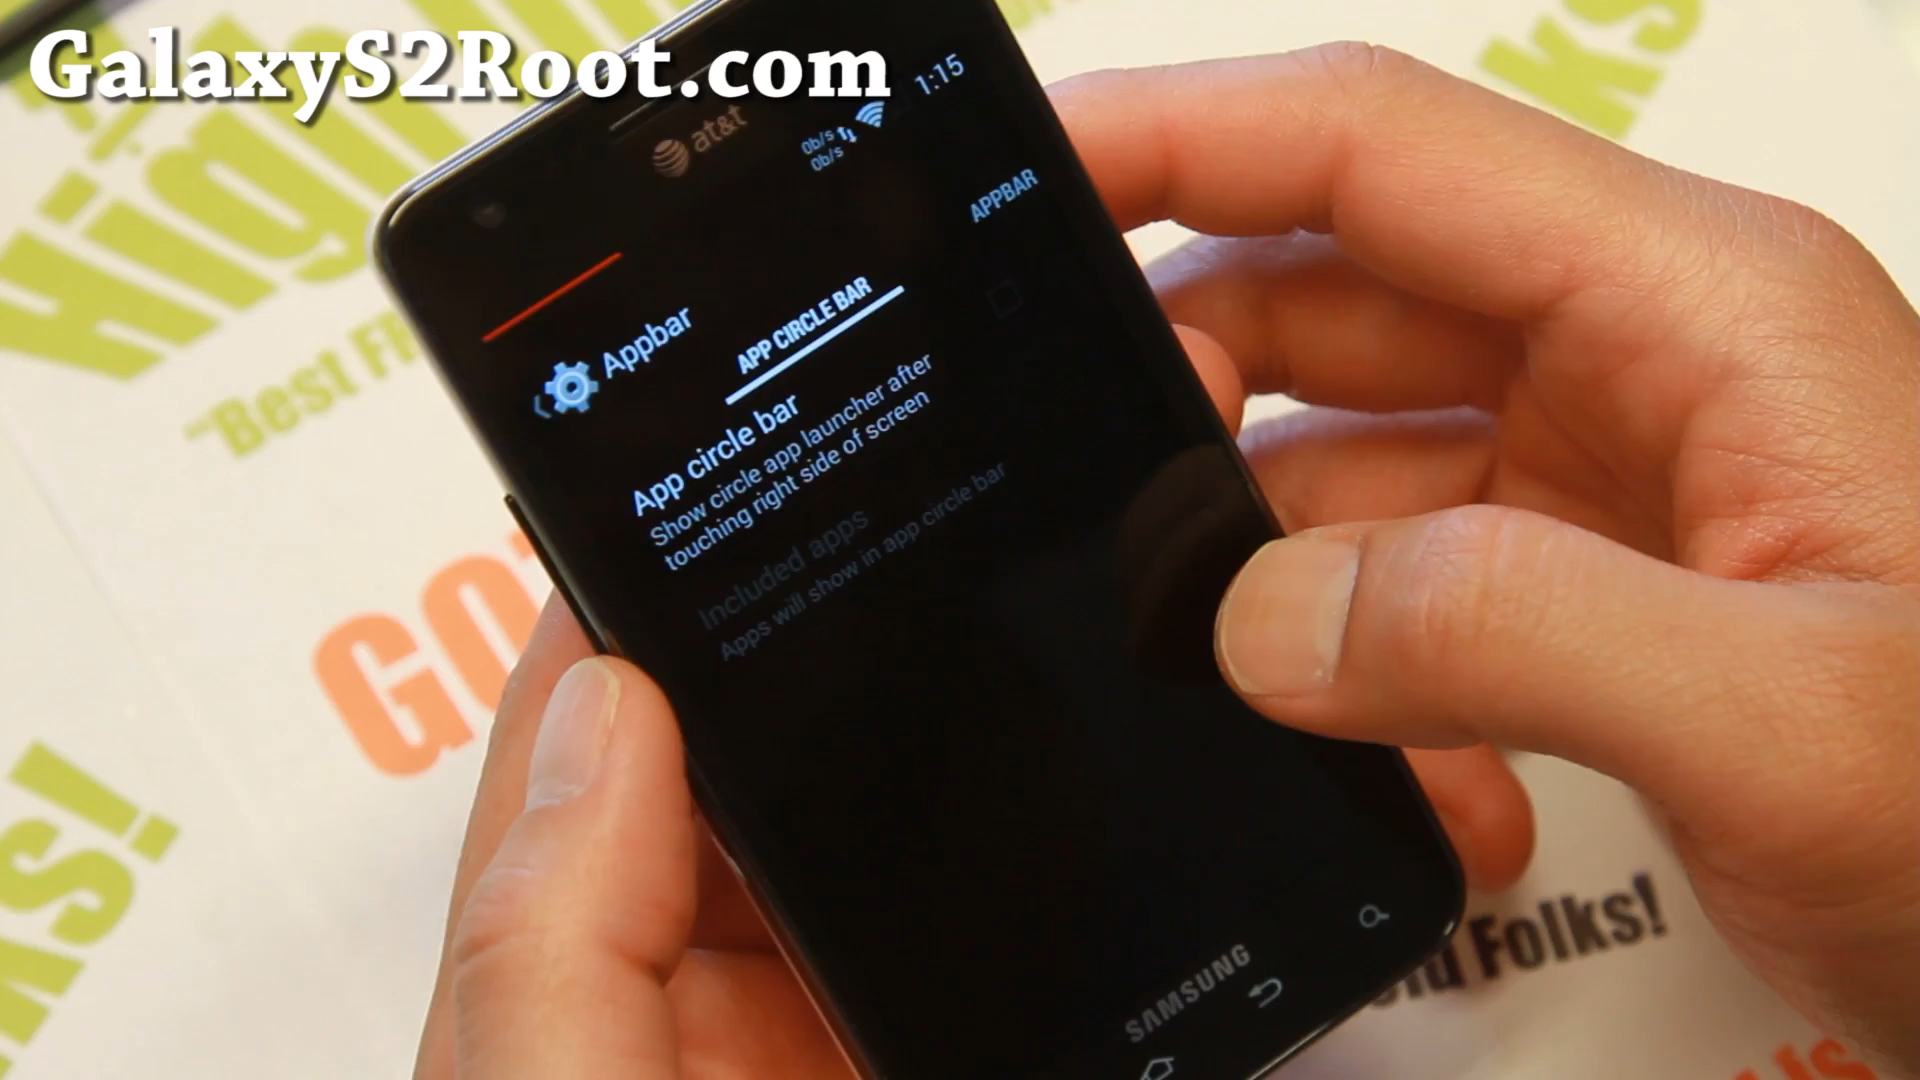 GalaxyS2Root.com
High
"Best
at&t
0b/s
0b/s
1:15
APPBAR
Appbar
APP CIRCLE BAR
App circle bar
Show circle app launcher after
touching right side of screen
Included apps
Apps will show in app circle bar
SAMSUNG
Folks!